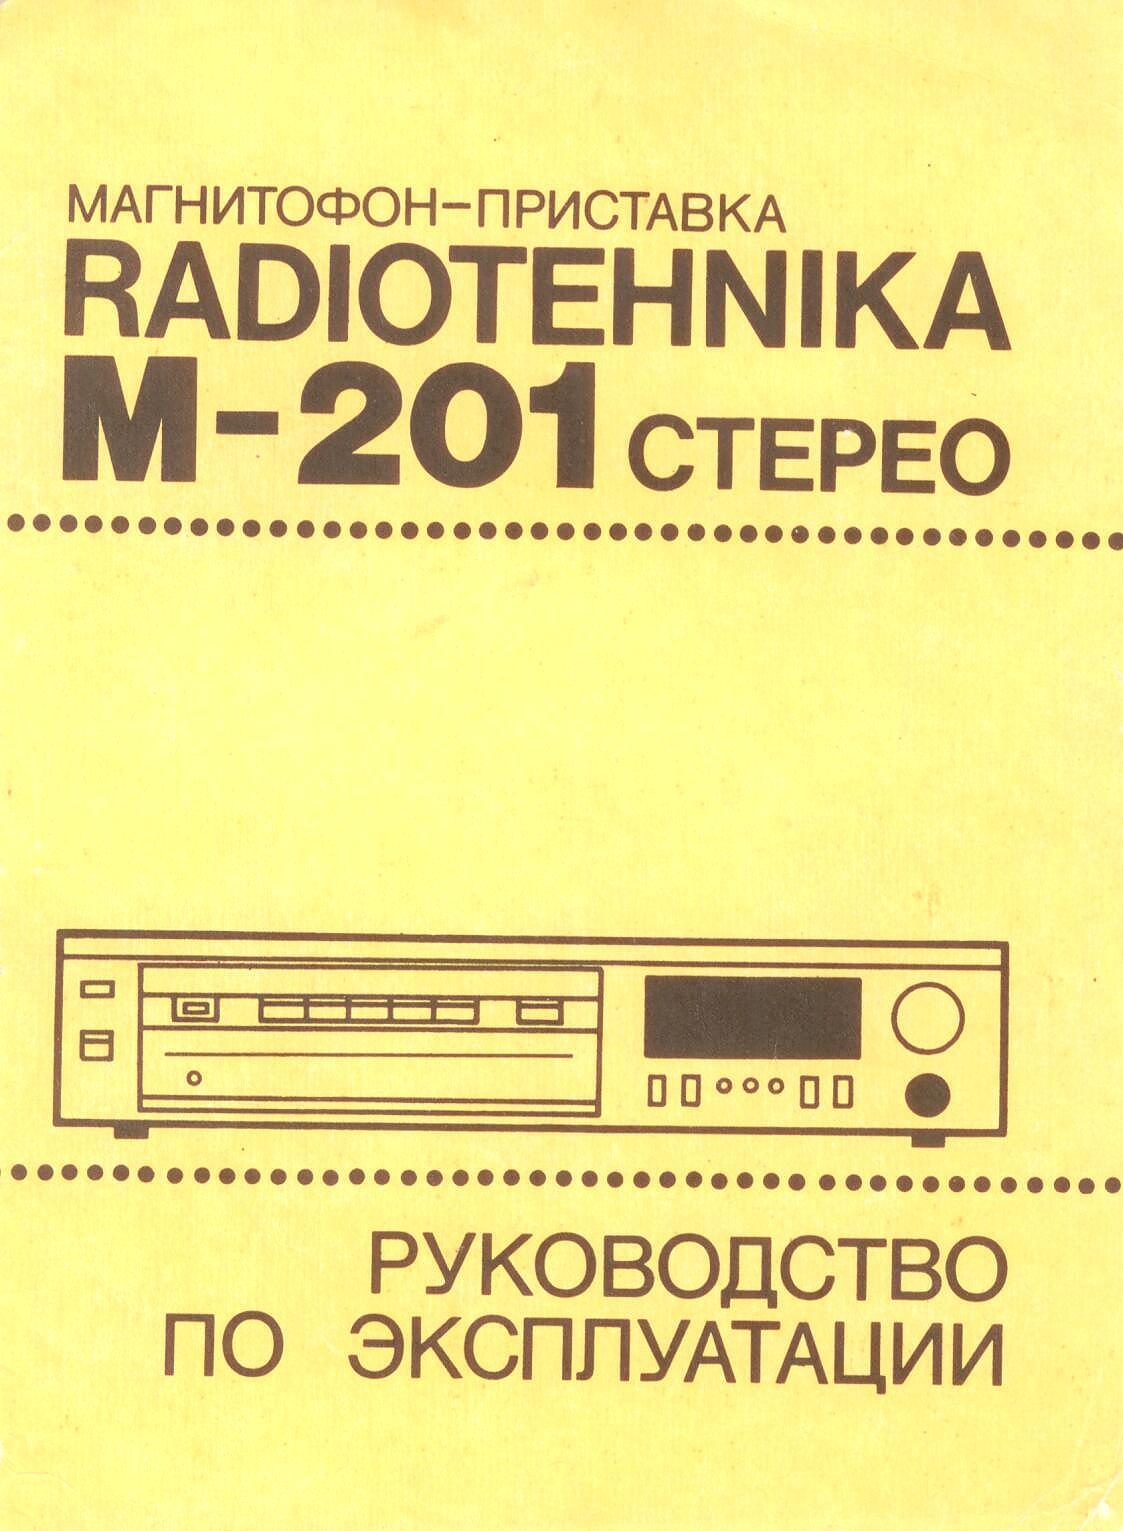 МАГНИТОФОН-ПРИСТАВКА
RADIOTEHNIKA
М-201 СТЕРЕО
РУКОВОДСТВО
ПО ЭКСПЛУАТАЦИИ